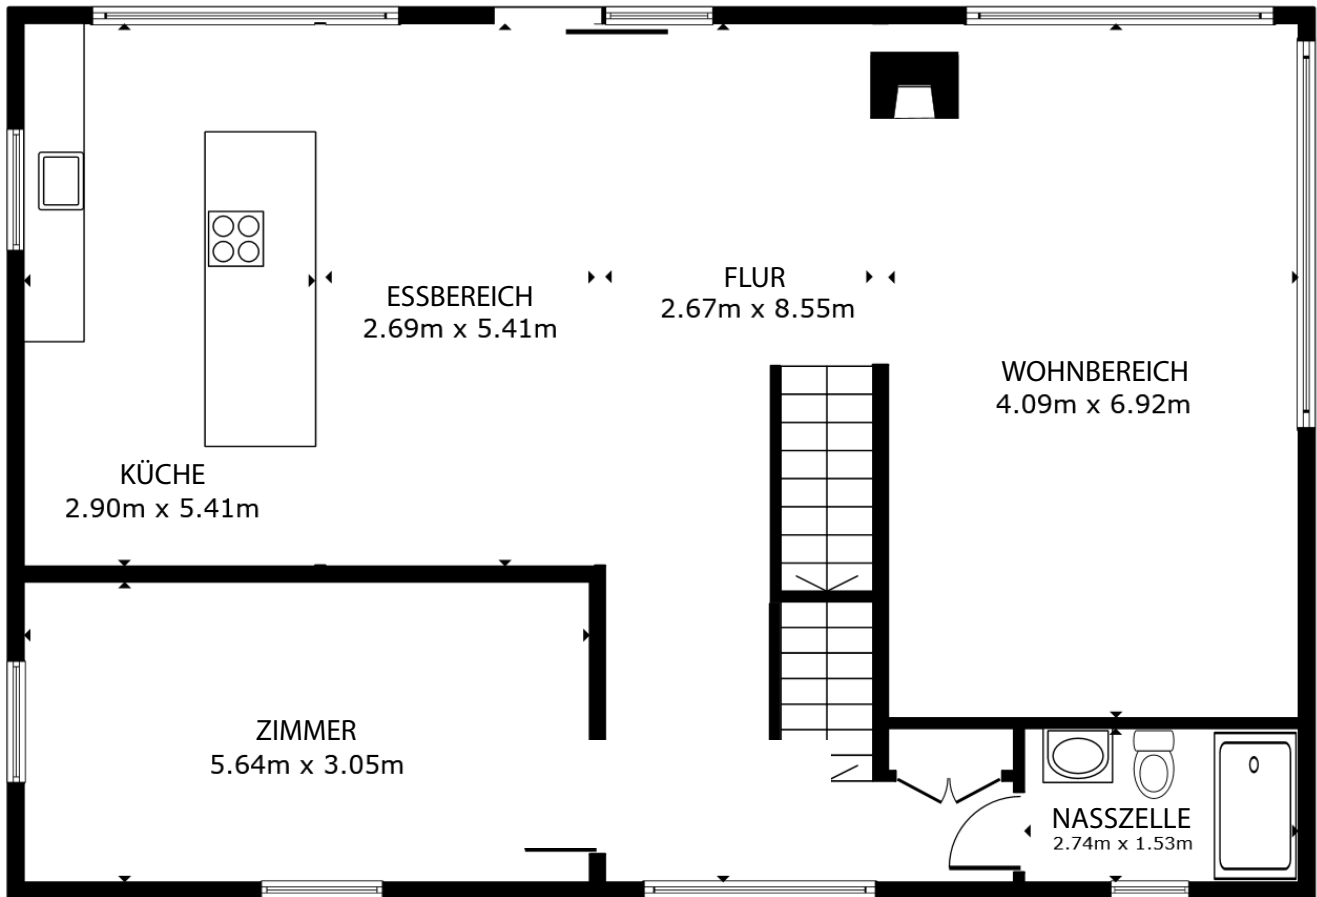 FLUR
2.67m x 8.55m
ESSBEREICH
2.69m x 5.41m
WOHNBEREICH
4.09m x 6.92m
KÜCHE
2.90m x 5.41m
ZIMMER
5.64m x 3.05m
NASSZELLE
2.74m x 1.53m